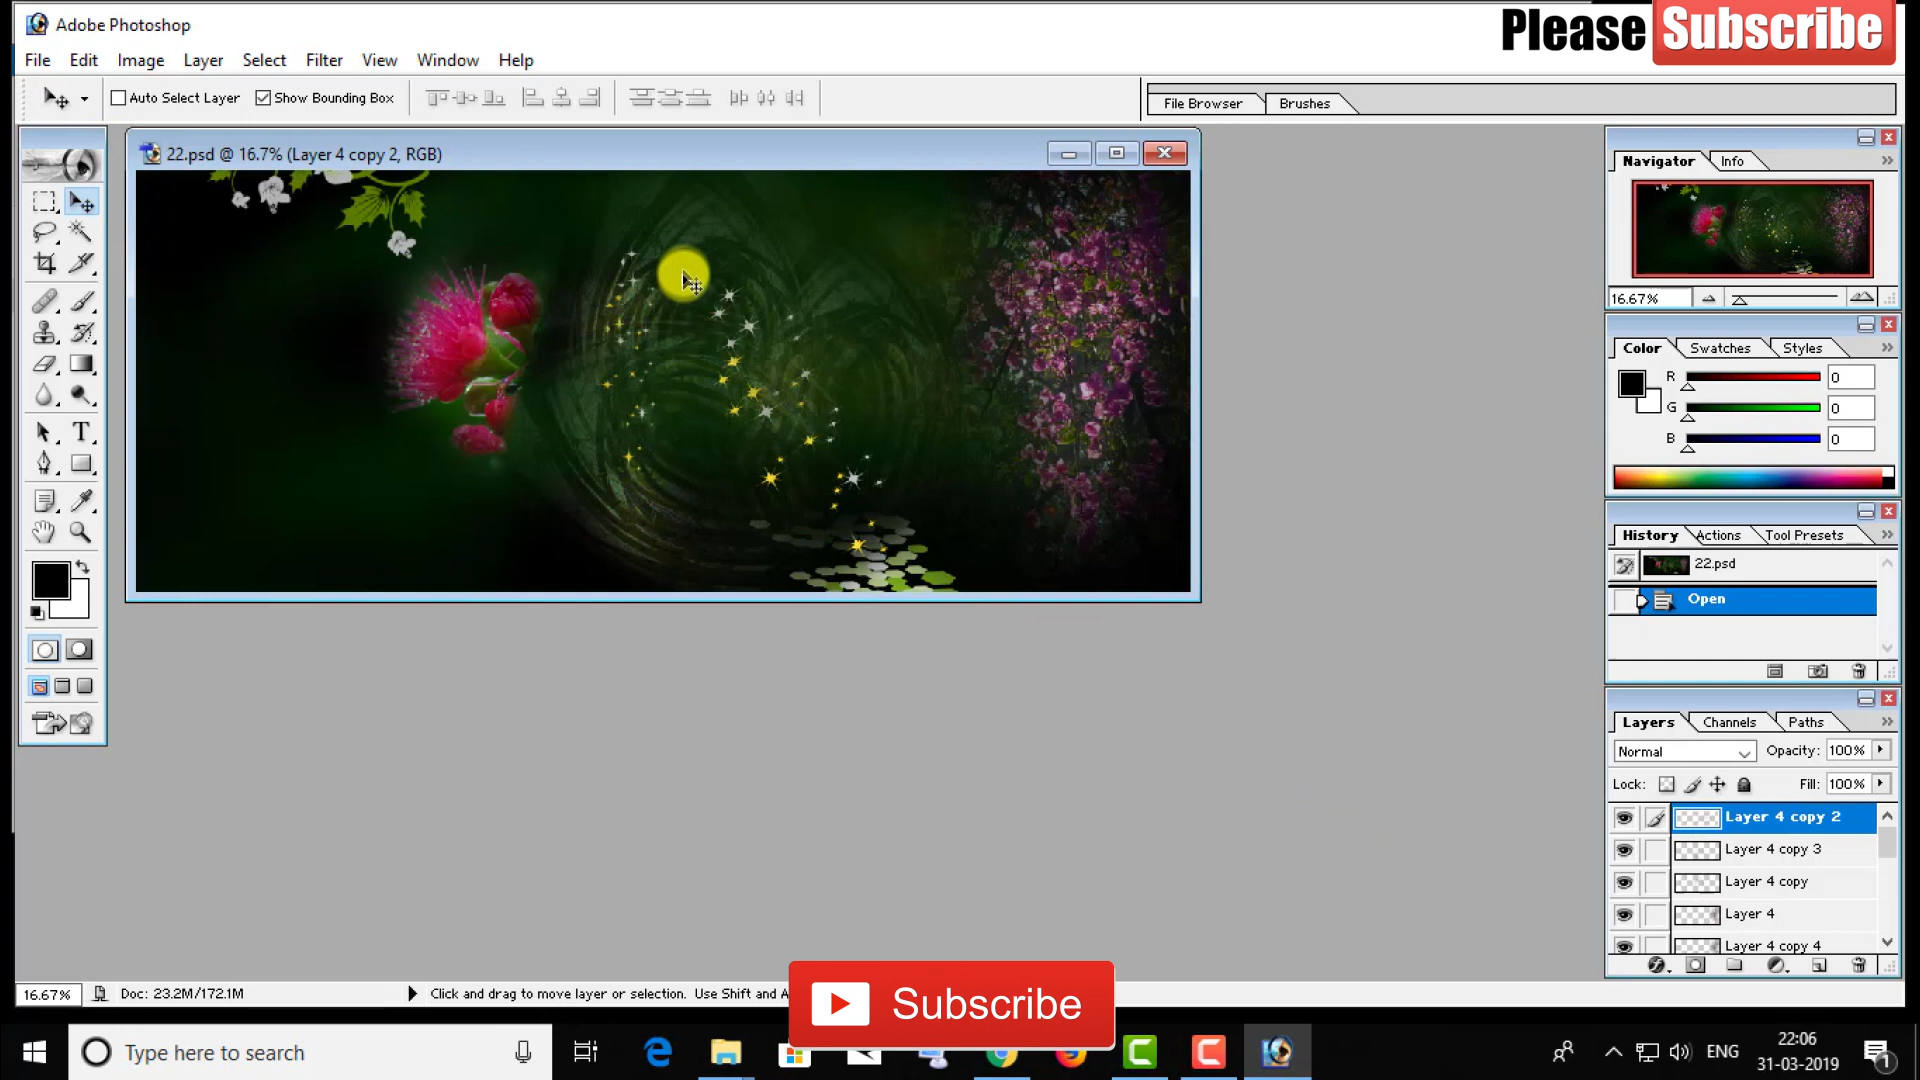 Adobe Photoshop
Please Subscribe
File Edit Image Layer Select Filter View Window Help
Auto Select Layer Show Bounding Box
File Browser Brushes
22.psd @ 16.7% (Layer 4 copy 2, RGB)
Navigator Info
16.67%
Color Swatches Styles
R 0
G 0
B 0
T
History Actions Tool Presets
22.psd
Open
Layers Channels Paths
Normal Opacity: 100%
Lock: Fill: 100%
Layer 4 copy 2
Layer 4 copy 3
Layer 4 copy
Layer 4
Layer 4 copy 4
16.67% Doc: 23.2M/172.1M Click and drag to move layer or selection. Use Shift and A
Subscribe
Type here to search
ENG
22:06
31-03-2019
1